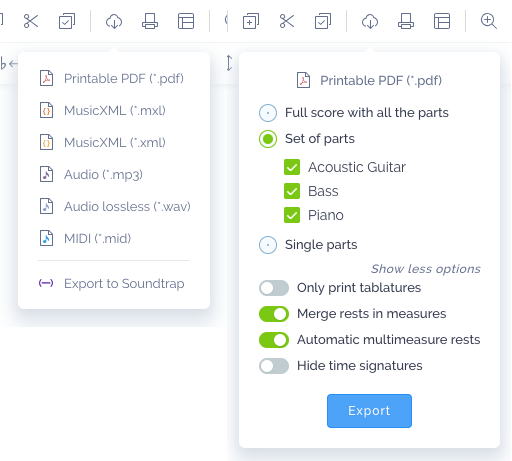 Printable PDF (*.pdf)
MusicXML (*.mxl)
MusicXML (*.xml)
Audio (*.mp3)
Audio lossless (*.wav)
MIDI (*.mid)
Export to Soundtrap
Printable PDF (*.pdf)
Full score with all the parts
Set of parts
Acoustic Guitar
Bass
Piano
Single parts
Show less options
Only print tablatures
Merge rests in measures
Automatic multimeasure rests
Hide time signatures
Export